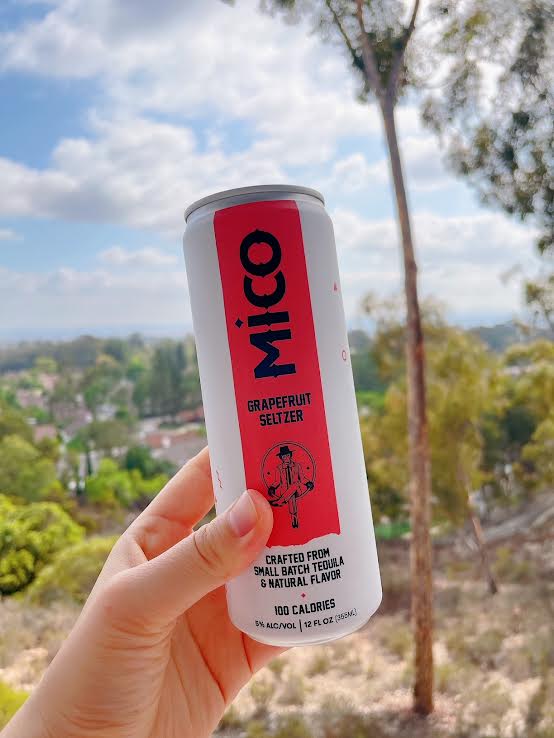 MiCO
GRAPEFRUIT
SELTZER
CRAFTED FROM
SMALL BATCH TEQUILA
& NATURAL FLAVOR
100 CALORIES
5% ALC/VOL | 12 FL OZ (355ML)